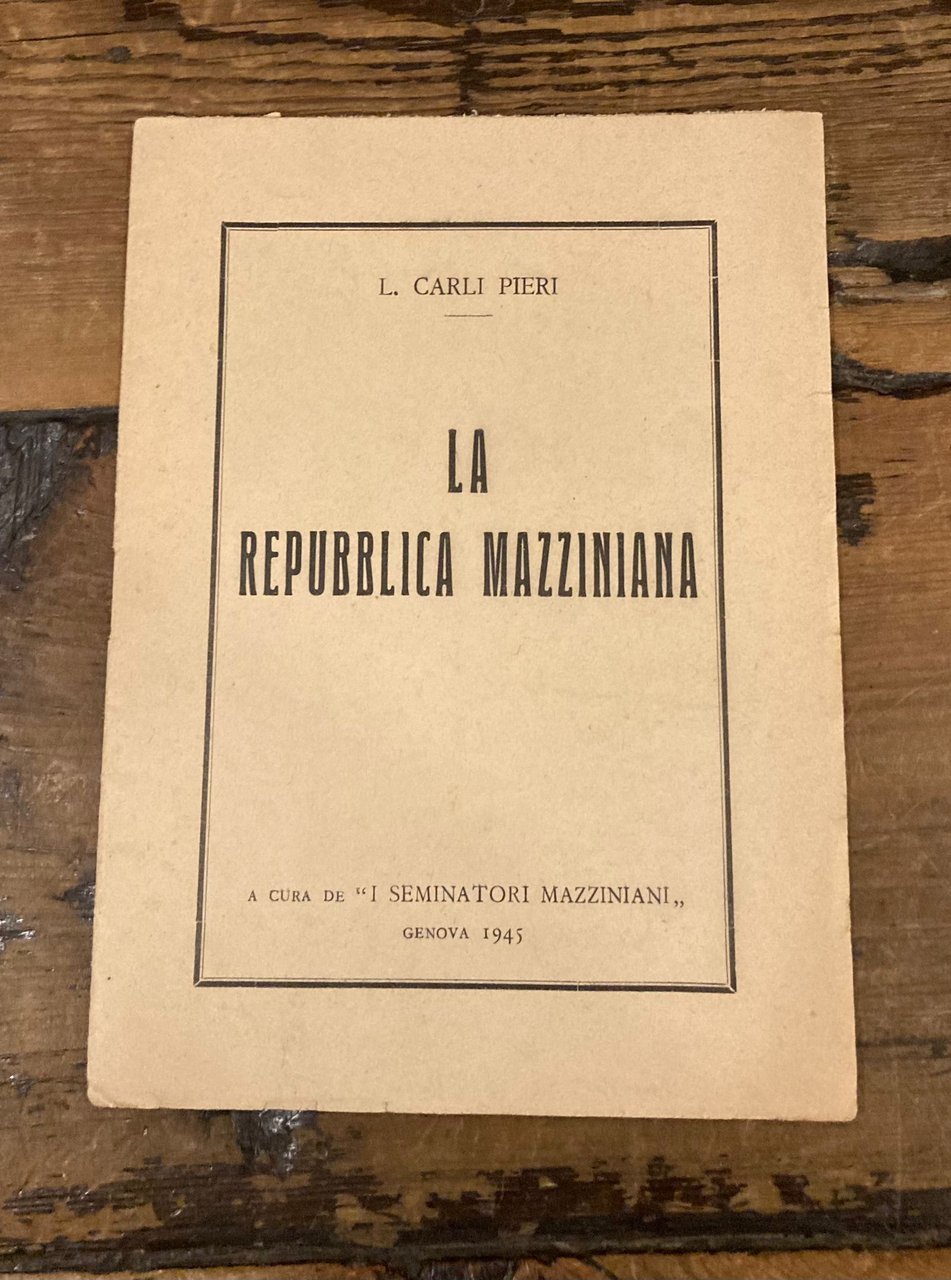 L. CARLI PIERI
LA
REPUBBLICA MAZZINIANA
A CURA DE “I SEMINATORI MAZZINIANI„
GENOVA 1945